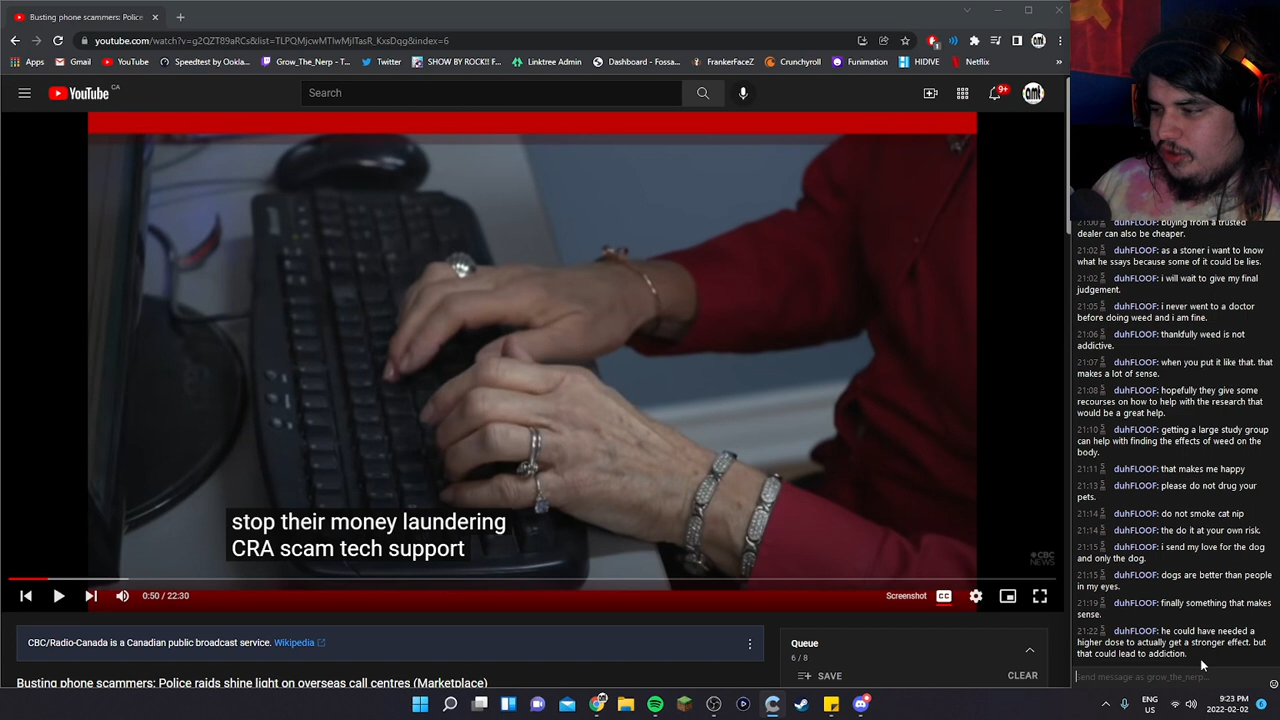 Busting phone scammers: Police
youtube.com/watch?v=g2QZT89aRCs&list=TLPQMjcwMTIwMjITasR_KxsDqg&index=6
Apps Gmail YouTube Speedtest by Ookla... Grow_The_Nerp - T... Twitter SHOW BY ROCK!! F... Linktree Admin Dashboard - Fossa... FrankerFaceZ Crunchyroll Funimation HIDIVE Netflix
YouTube CA
Search
9+
amt
stop their money laundering
CRA scam tech support
CBC
NEWS
0:50 / 22:30
Screenshot
CC
CBC/Radio-Canada is a Canadian public broadcast service. Wikipedia
Queue
6 / 8
SAVE
CLEAR
Busting phone scammers: Police raids shine light on overseas call centres (Marketplace)
21:00 duhFLOOF: buying from a trusted
dealer can also be cheaper.
21:02 duhFLOOF: as a stoner i want to know
what he ssays because some of it could be lies.
21:02 duhFLOOF: i will wait to give my final
judgement.
21:05 duhFLOOF: i never went to a doctor
before doing weed and i am fine.
21:06 duhFLOOF: thankfully weed is not
addictive.
21:07 duhFLOOF: when you put it like that. that
makes a lot of sense.
21:08 duhFLOOF: hopefully they give some
recourses on how to help with the research that
would be a great help.
21:10 duhFLOOF: getting a large study group
can help with finding the effects of weed on the
body.
21:11 duhFLOOF: that makes me happy
21:13 duhFLOOF: please do not drug your
pets.
21:14 duhFLOOF: do not smoke cat nip
21:14 duhFLOOF: the do it at your own risk.
21:15 duhFLOOF: i send my love for the dog
and only the dog.
21:15 duhFLOOF: dogs are better than people
in my eyes.
21:19 duhFLOOF: finally something that makes
sense.
21:22 duhFLOOF: he could have needed a
higher dose to actually get a stronger effect. but
that could lead to addiction.
Send message as grow_the_nerp...
ENG
US
9:23 PM
2022-02-02
6